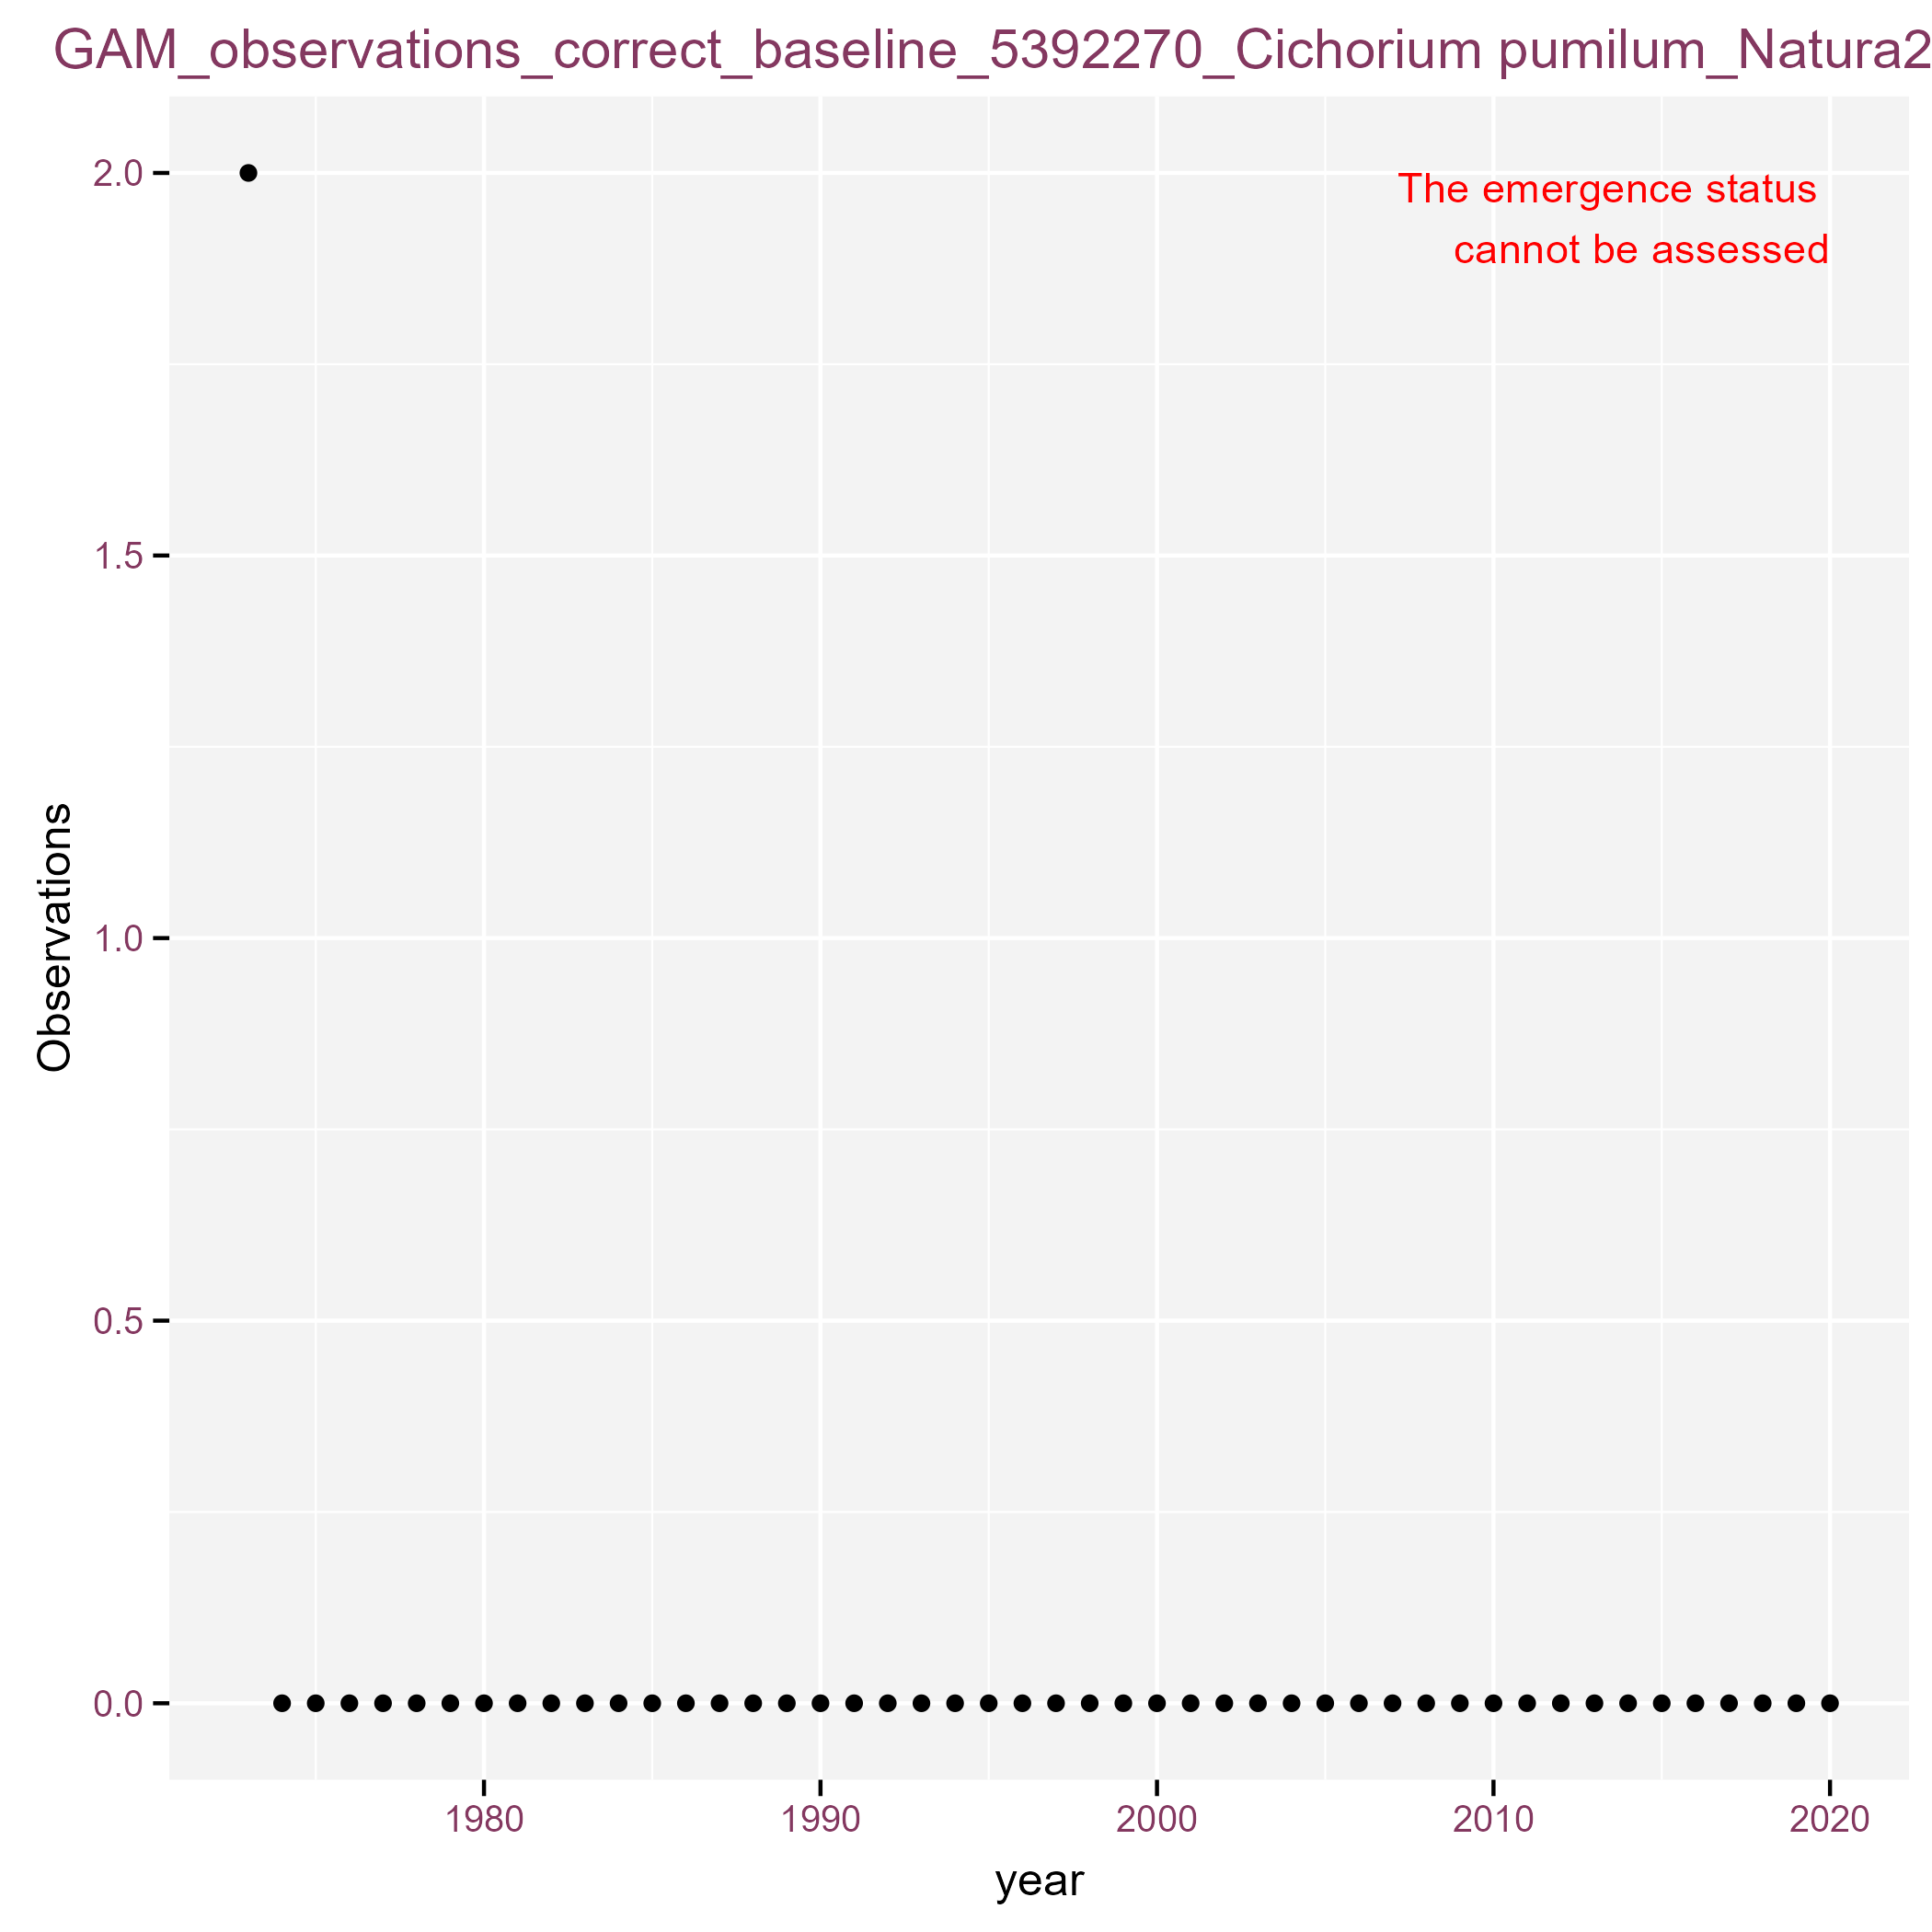 GAM_observations_correct_baseline_5392270_Cichorium pumilum_Natura2
The emergence status
cannot be assessed
Observations
2.0
1.5
1.0
0.5
0.0
1980 1990 2000 2010 2020
year